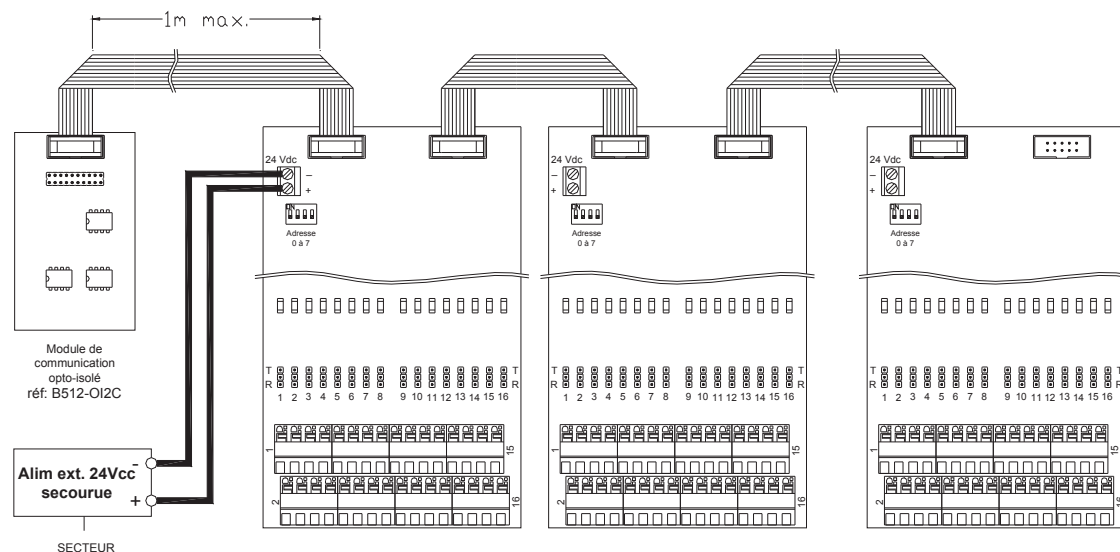 1m max.
24 Vdc
–
+
ON
Adresse
0 à 7
24 Vdc
–
+
ON
Adresse
0 à 7
24 Vdc
–
+
ON
Adresse
0 à 7
Module de
communication
opto-isolé
réf: B512-OI2C
T T
R R
1 2 3 4 5 6 7 8 9 10 11 12 13 14 15 16
T T
R R
1 2 3 4 5 6 7 8 9 10 11 12 13 14 15 16
T T
R R
1 2 3 4 5 6 7 8 9 10 11 12 13 14 15 16
1 15
2 16
1 15
2 16
1 15
2 16
Alim ext. 24Vcc -
secourue +
SECTEUR